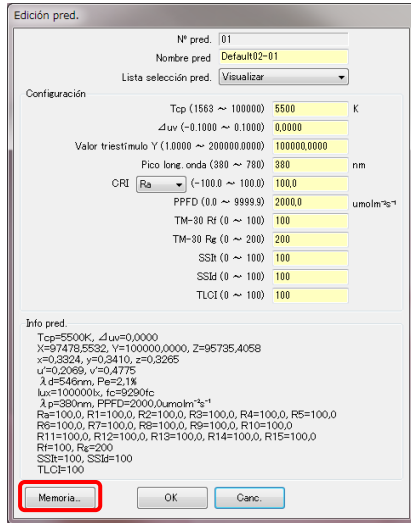 Edición pred.
Nº pred. 01
Nombre pred Default02-01
Lista selección pred. Visualizar
Configuración
Tcp (1563 ~ 100000) 5500 K
⊿uv (-0.1000 ~ 0.1000) 0,0000
Valor triestímulo Y (1.0000 ~ 200000.0000) 100000,0000
Pico long. onda (380 ~ 780) 380 nm
CRI Ra (-100.0 ~ 100.0) 100,0
PPFD (0.0 ~ 9999.9) 2000,0 umolm⁻²s⁻¹
TM-30 Rf (0 ~ 100) 100
TM-30 Rg (0 ~ 200) 200
SSIt (0 ~ 100) 100
SSId (0 ~ 100) 100
TLCI (0 ~ 100) 100
Info pred.
Tcp=5500K, ⊿uv=0,0000
X=97478,5532, Y=100000,0000, Z=95735,4058
x=0,3324, y=0,3410, z=0,3265
u'=0,2069, v'=0,4775
λd=546nm, Pe=2,1%
lux=100000lx, fc=9290fc
λp=380nm, PPFD=2000,0umolm⁻²s⁻¹
Ra=100,0, R1=100,0, R2=100,0, R3=100,0, R4=100,0, R5=100,0
R6=100,0, R7=100,0, R8=100,0, R9=100,0, R10=100,0
R11=100,0, R12=100,0, R13=100,0, R14=100,0, R15=100,0
Rf=100, Rg=200
SSIt=100, SSId=100
TLCI=100
Memoria... OK Canc.